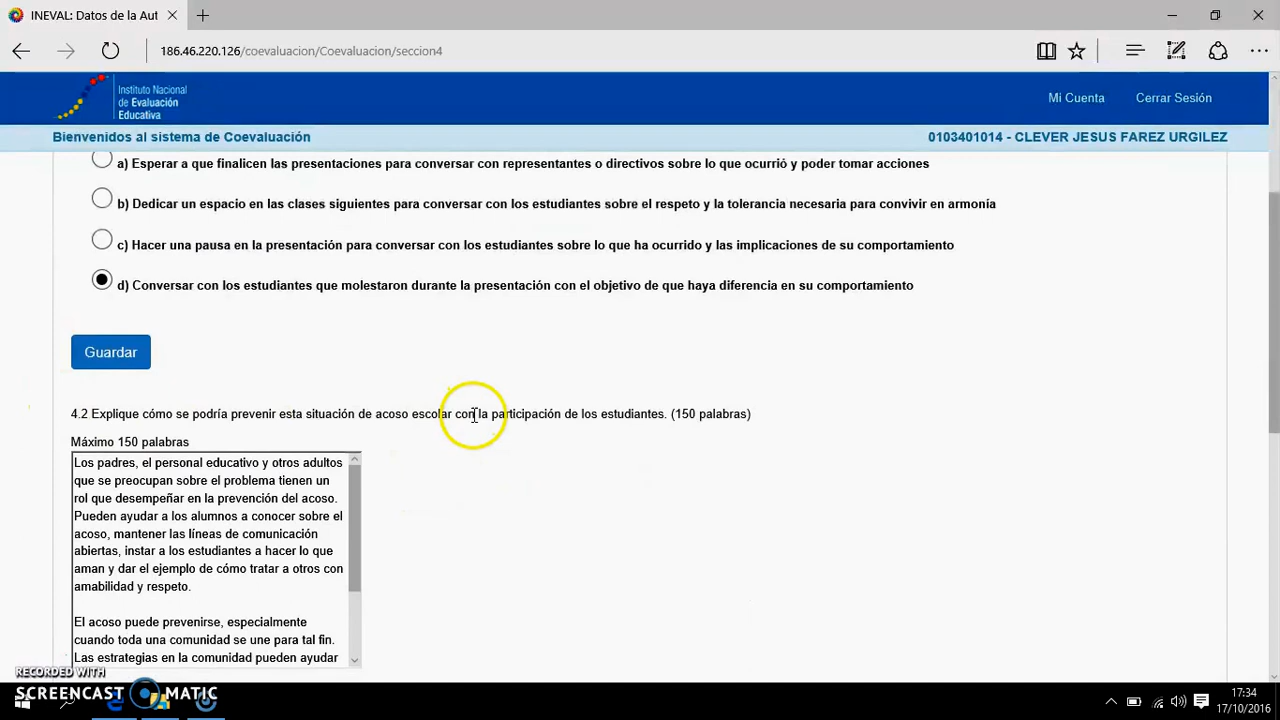 INEVAL: Datos de la Aut
186.46.220.126/coevaluacion/Coevaluacion/seccion4
Instituto Nacional
de Evaluación
Educativa
Mi Cuenta
Cerrar Sesión
Bienvenidos al sistema de Coevaluación
0103401014 - CLEVER JESUS FAREZ URGILEZ
a) Esperar a que finalicen las presentaciones para conversar con representantes o directivos sobre lo que ocurrió y poder tomar acciones
b) Dedicar un espacio en las clases siguientes para conversar con los estudiantes sobre el respeto y la tolerancia necesaria para convivir en armonía
c) Hacer una pausa en la presentación para conversar con los estudiantes sobre lo que ha ocurrido y las implicaciones de su comportamiento
d) Conversar con los estudiantes que molestaron durante la presentación con el objetivo de que haya diferencia en su comportamiento
Guardar
4.2 Explique cómo se podría prevenir esta situación de acoso escolar con la participación de los estudiantes. (150 palabras)
Máximo 150 palabras
Los padres, el personal educativo y otros adultos
que se preocupan sobre el problema tienen un
rol que desempeñar en la prevención del acoso.
Pueden ayudar a los alumnos a conocer sobre el
acoso, mantener las líneas de comunicación
abiertas, instar a los estudiantes a hacer lo que
aman y dar el ejemplo de cómo tratar a otros con
amabilidad y respeto.
El acoso puede prevenirse, especialmente
cuando toda una comunidad se une para tal fin.
Las estrategias en la comunidad pueden ayudar
RECORDED WITH
SCREENCAST MATIC
17:34
17/10/2016